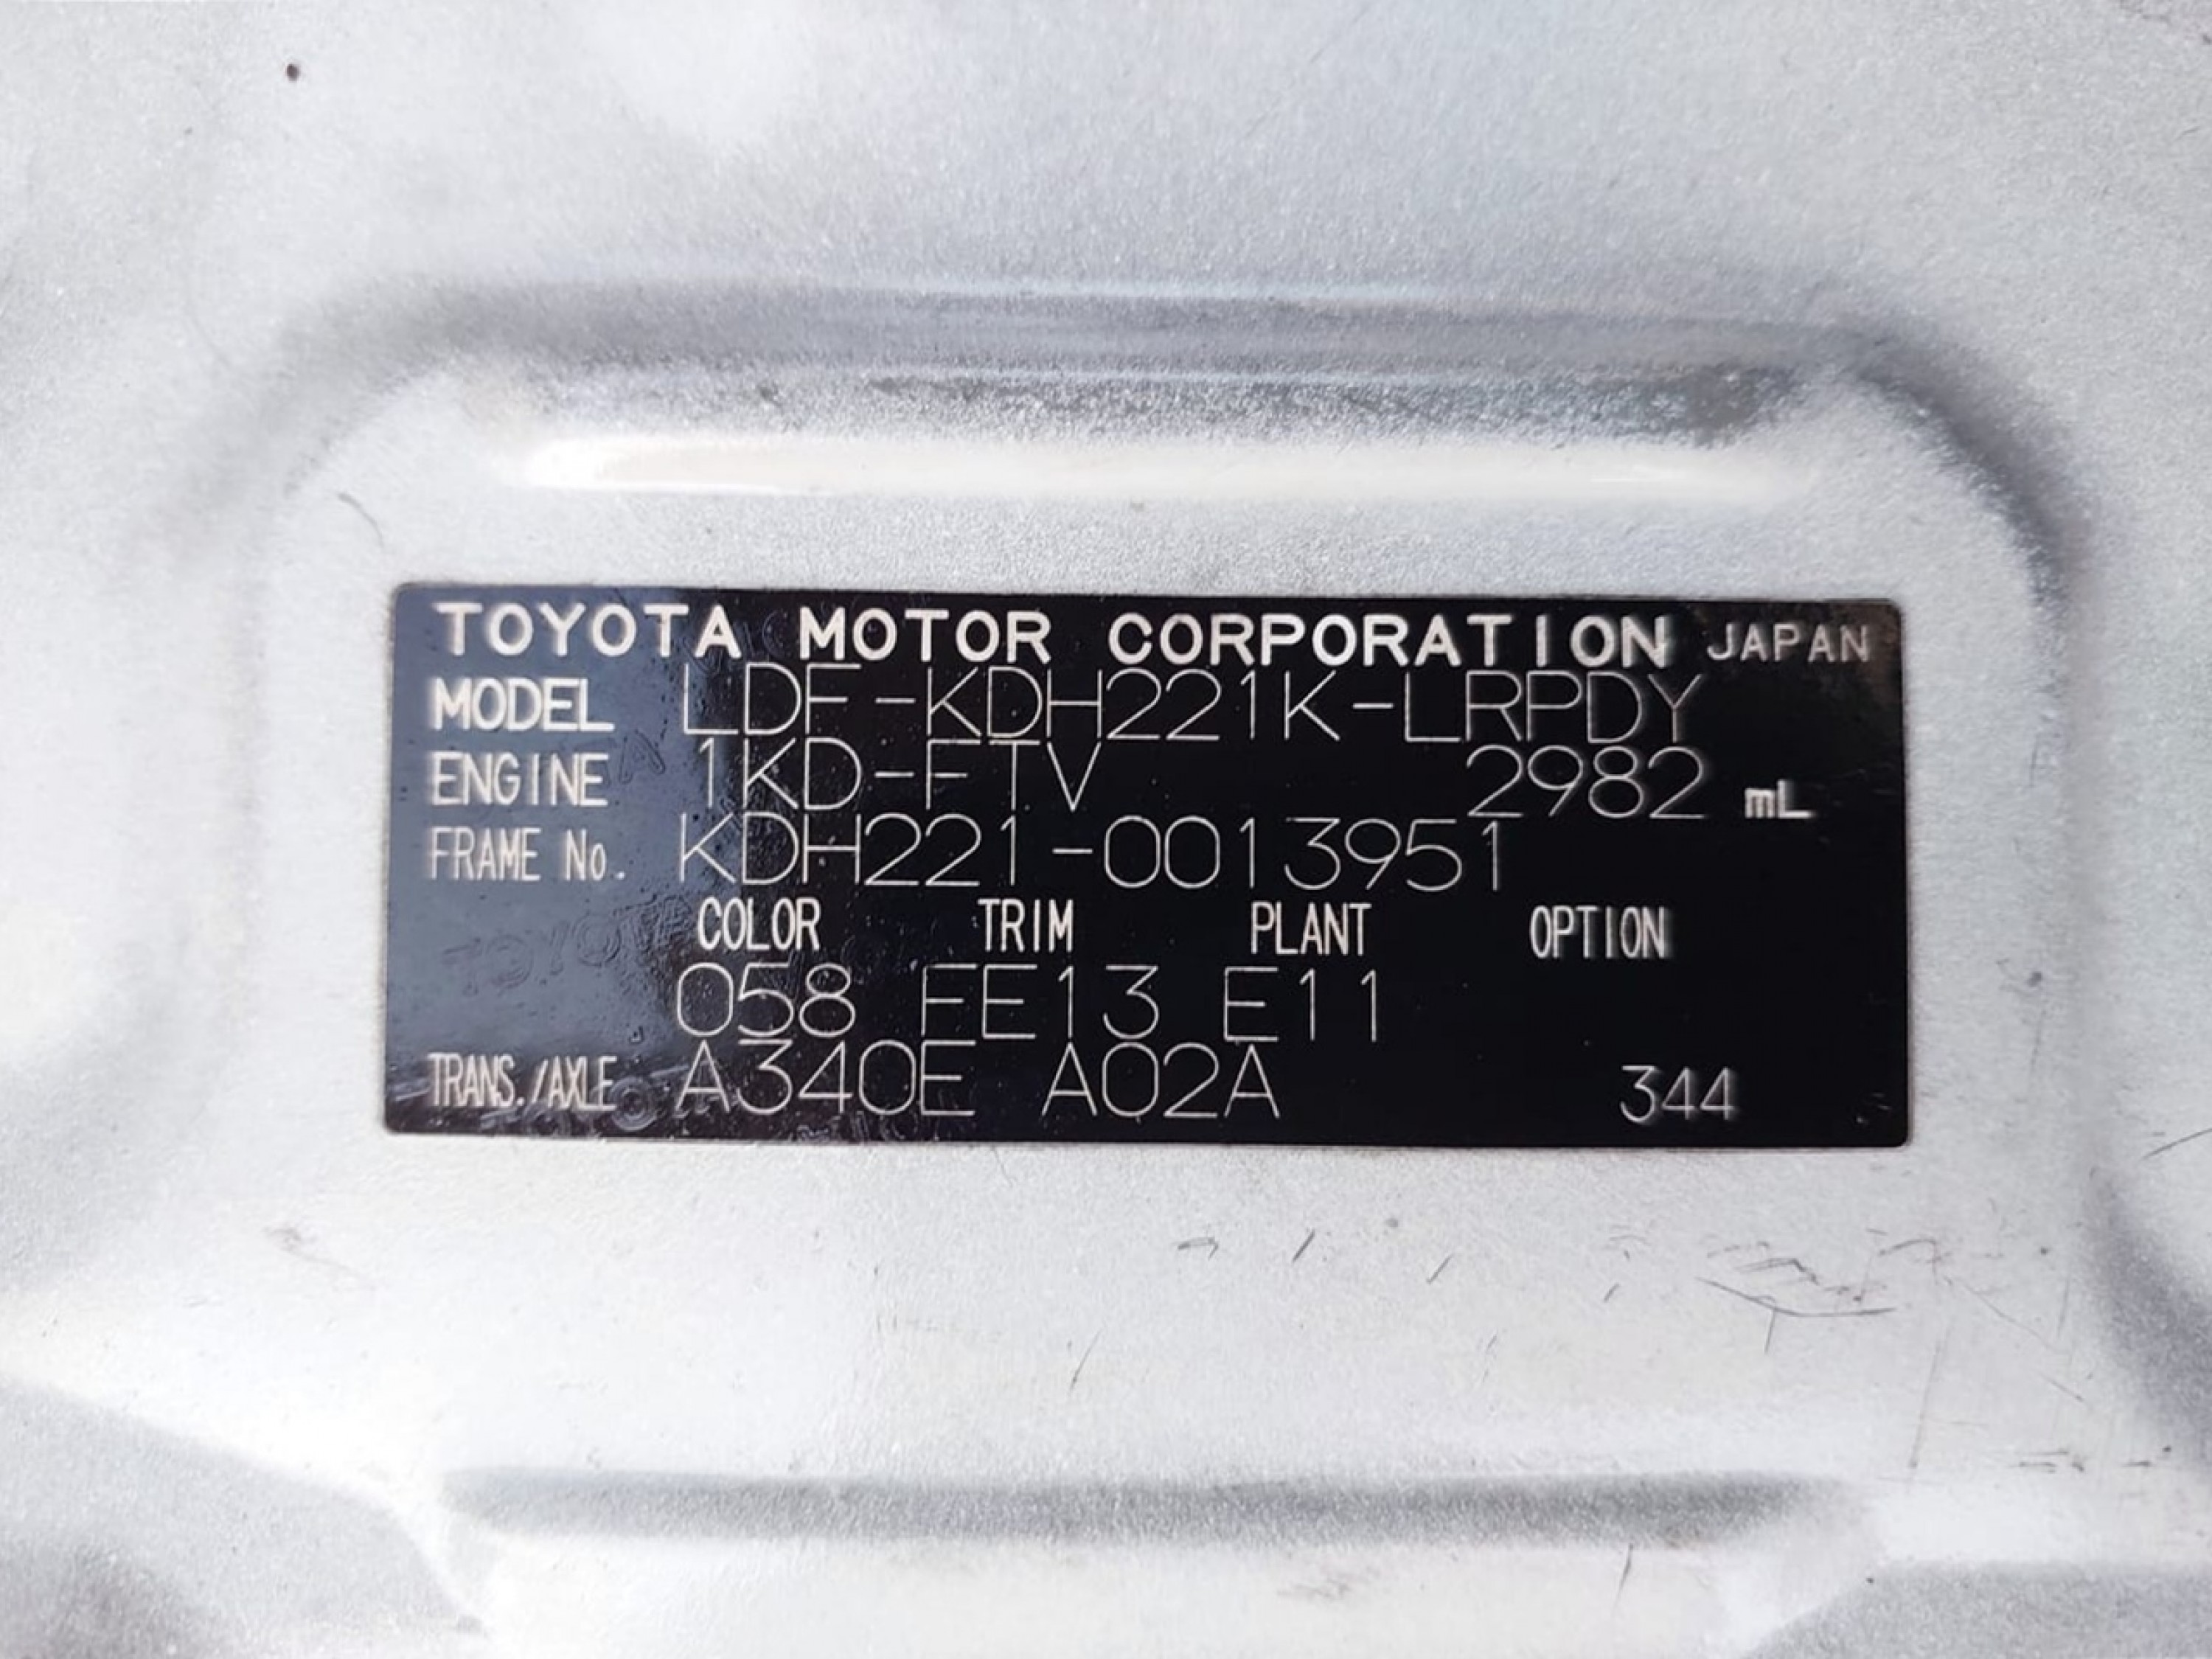 TOYOTA MOTOR CORPORATION JAPAN
MODEL LDF-KDH221K-LRPDY
ENGINE 1KD-FTV 2982 mL
FRAME No. KDH221-0013951
COLOR TRIM PLANT OPTION
058 FE13 E11
TRANS./AXLE A340E A02A 344